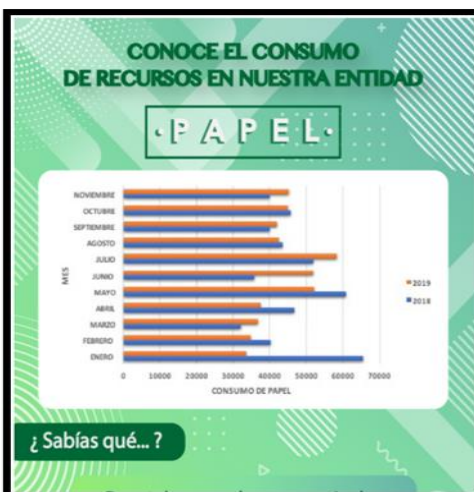 CONOCE EL CONSUMO
DE RECURSOS EN NUESTRA ENTIDAD
·PAPEL·
NOVIEMBRE
OCTUBRE
SEPTIEMBRE
AGOSTO
JULIO
JUNIO
MAYO
ABRIL
MARZO
FEBRERO
ENERO
MES
2019
2018
0 10000 20000 30000 40000 50000 60000 70000
CONSUMO DE PAPEL
¿ Sabías qué... ?